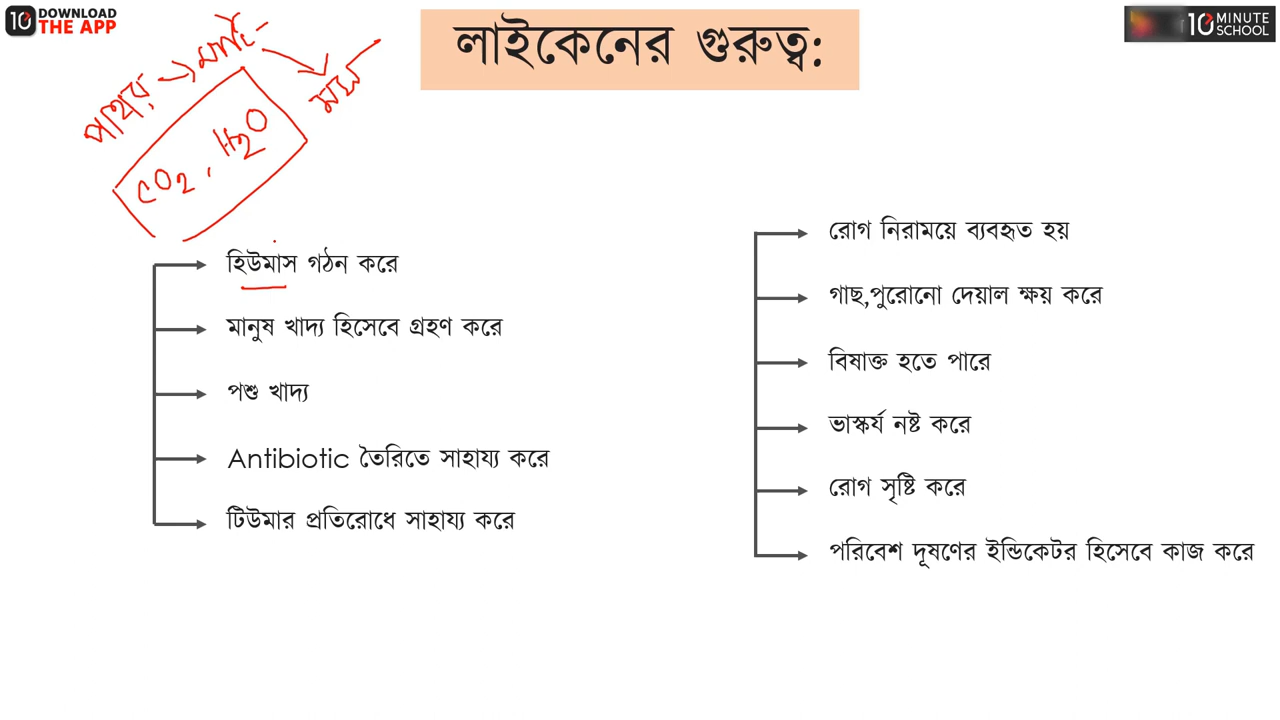 DOWNLOAD
THE APP
লাইকেনের গুরুত্ব:
10 MINUTE
SCHOOL
পাথর
CO2, H2O
হিউমাস গঠন করে
মানুষ খাদ্য হিসেবে গ্রহণ করে
পশু খাদ্য
Antibiotic তৈরিতে সাহায্য করে
টিউমার প্রতিরোধে সাহায্য করে
রোগ নিরাময়ে ব্যবহৃত হয়
গাছ,পুরোনো দেয়াল ক্ষয় করে
বিষাক্ত হতে পারে
ভাস্কর্য নষ্ট করে
রোগ সৃষ্টি করে
পরিবেশ দূষণের ইন্ডিকেটর হিসেবে কাজ করে